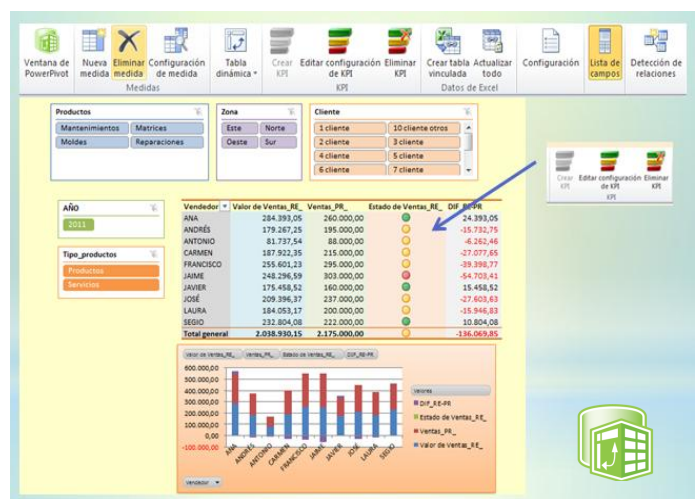 Ventana de PowerPivot
Nueva medida
Eliminar medida
Configuración de medida
Medidas
Tabla dinámica
Crear KPI
Editar configuración de KPI
Eliminar KPI
KPI
Crear tabla vinculada
Actualizar todo
Datos de Excel
Configuración
Lista de campos
Detección de relaciones
Productos
Mantenimientos Matrices
Moldes Reparaciones
Zona
Este Norte
Oeste Sur
Cliente
1 cliente 10 cliente otros
2 cliente 3 cliente
4 cliente 5 cliente
6 cliente 7 cliente
Crear KPI
Editar configuración de KPI
Eliminar KPI
KPI
AÑO
2011
Tipo_productos
Productos
Servicios
Vendedor Valor de Ventas_RE_ Ventas_PR_ Estado de Ventas_RE_ DIF_RE-PR
ANA 284.393,05 260.000,00 24.393,05
ANDRÉS 179.267,25 195.000,00 -15.732,75
ANTONIO 81.737,54 88.000,00 -6.262,46
CARMEN 187.922,35 215.000,00 -27.077,65
FRANCISCO 255.601,23 295.000,00 -39.398,77
JAIME 248.296,59 303.000,00 -54.703,41
JAVIER 175.458,52 160.000,00 15.458,52
JOSÉ 209.396,37 237.000,00 -27.603,63
LAURA 184.053,17 200.000,00 -15.946,83
SEGIO 232.804,08 222.000,00 10.804,08
Total general 2.038.930,15 2.175.000,00 -136.069,85
Valor de Ventas_RE_ Ventas_PR_ Estado de Ventas_RE_ DIF_RE-PR
600.000,00
500.000,00
400.000,00
300.000,00
200.000,00
100.000,00
0,00
-100.000,00
ANA ANDRÉS ANTONIO CARMEN FRANCISCO JAIME JAVIER JOSÉ LAURA SEGIO
Valores
DIF_RE-PR
Estado de Ventas_RE_
Ventas_PR_
Valor de Ventas_RE_
Vendedor